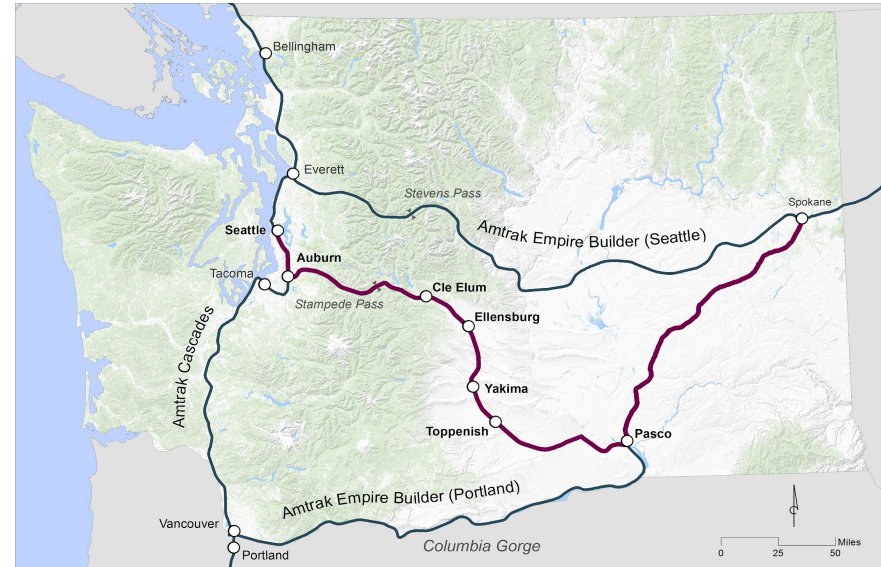 Bellingham
Everett
Stevens Pass
Spokane
Seattle
Amtrak Empire Builder (Seattle)
Auburn
Tacoma
Cle Elum
Stampede Pass
Ellensburg
Amtrak Cascades
Yakima
Toppenish
Pasco
Amtrak Empire Builder (Portland)
Vancouver
Columbia Gorge
Portland
Miles
0 25 50